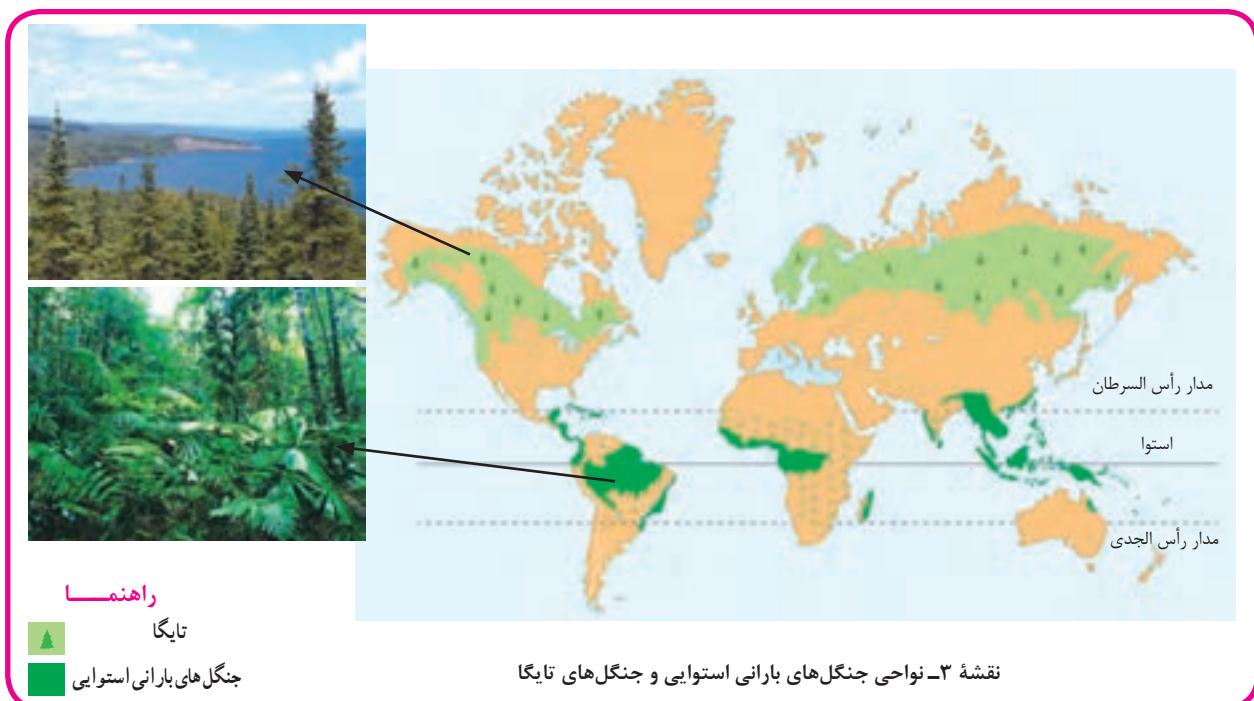 مدار رأس السرطان
استوا
مدار رأس الجدی
راهنمـــــا
تایگا
جنگل‌های بارانی استوایی
نقشهٔ ۳ــ نواحی جنگل‌های بارانی استوایی و جنگل‌های تایگا